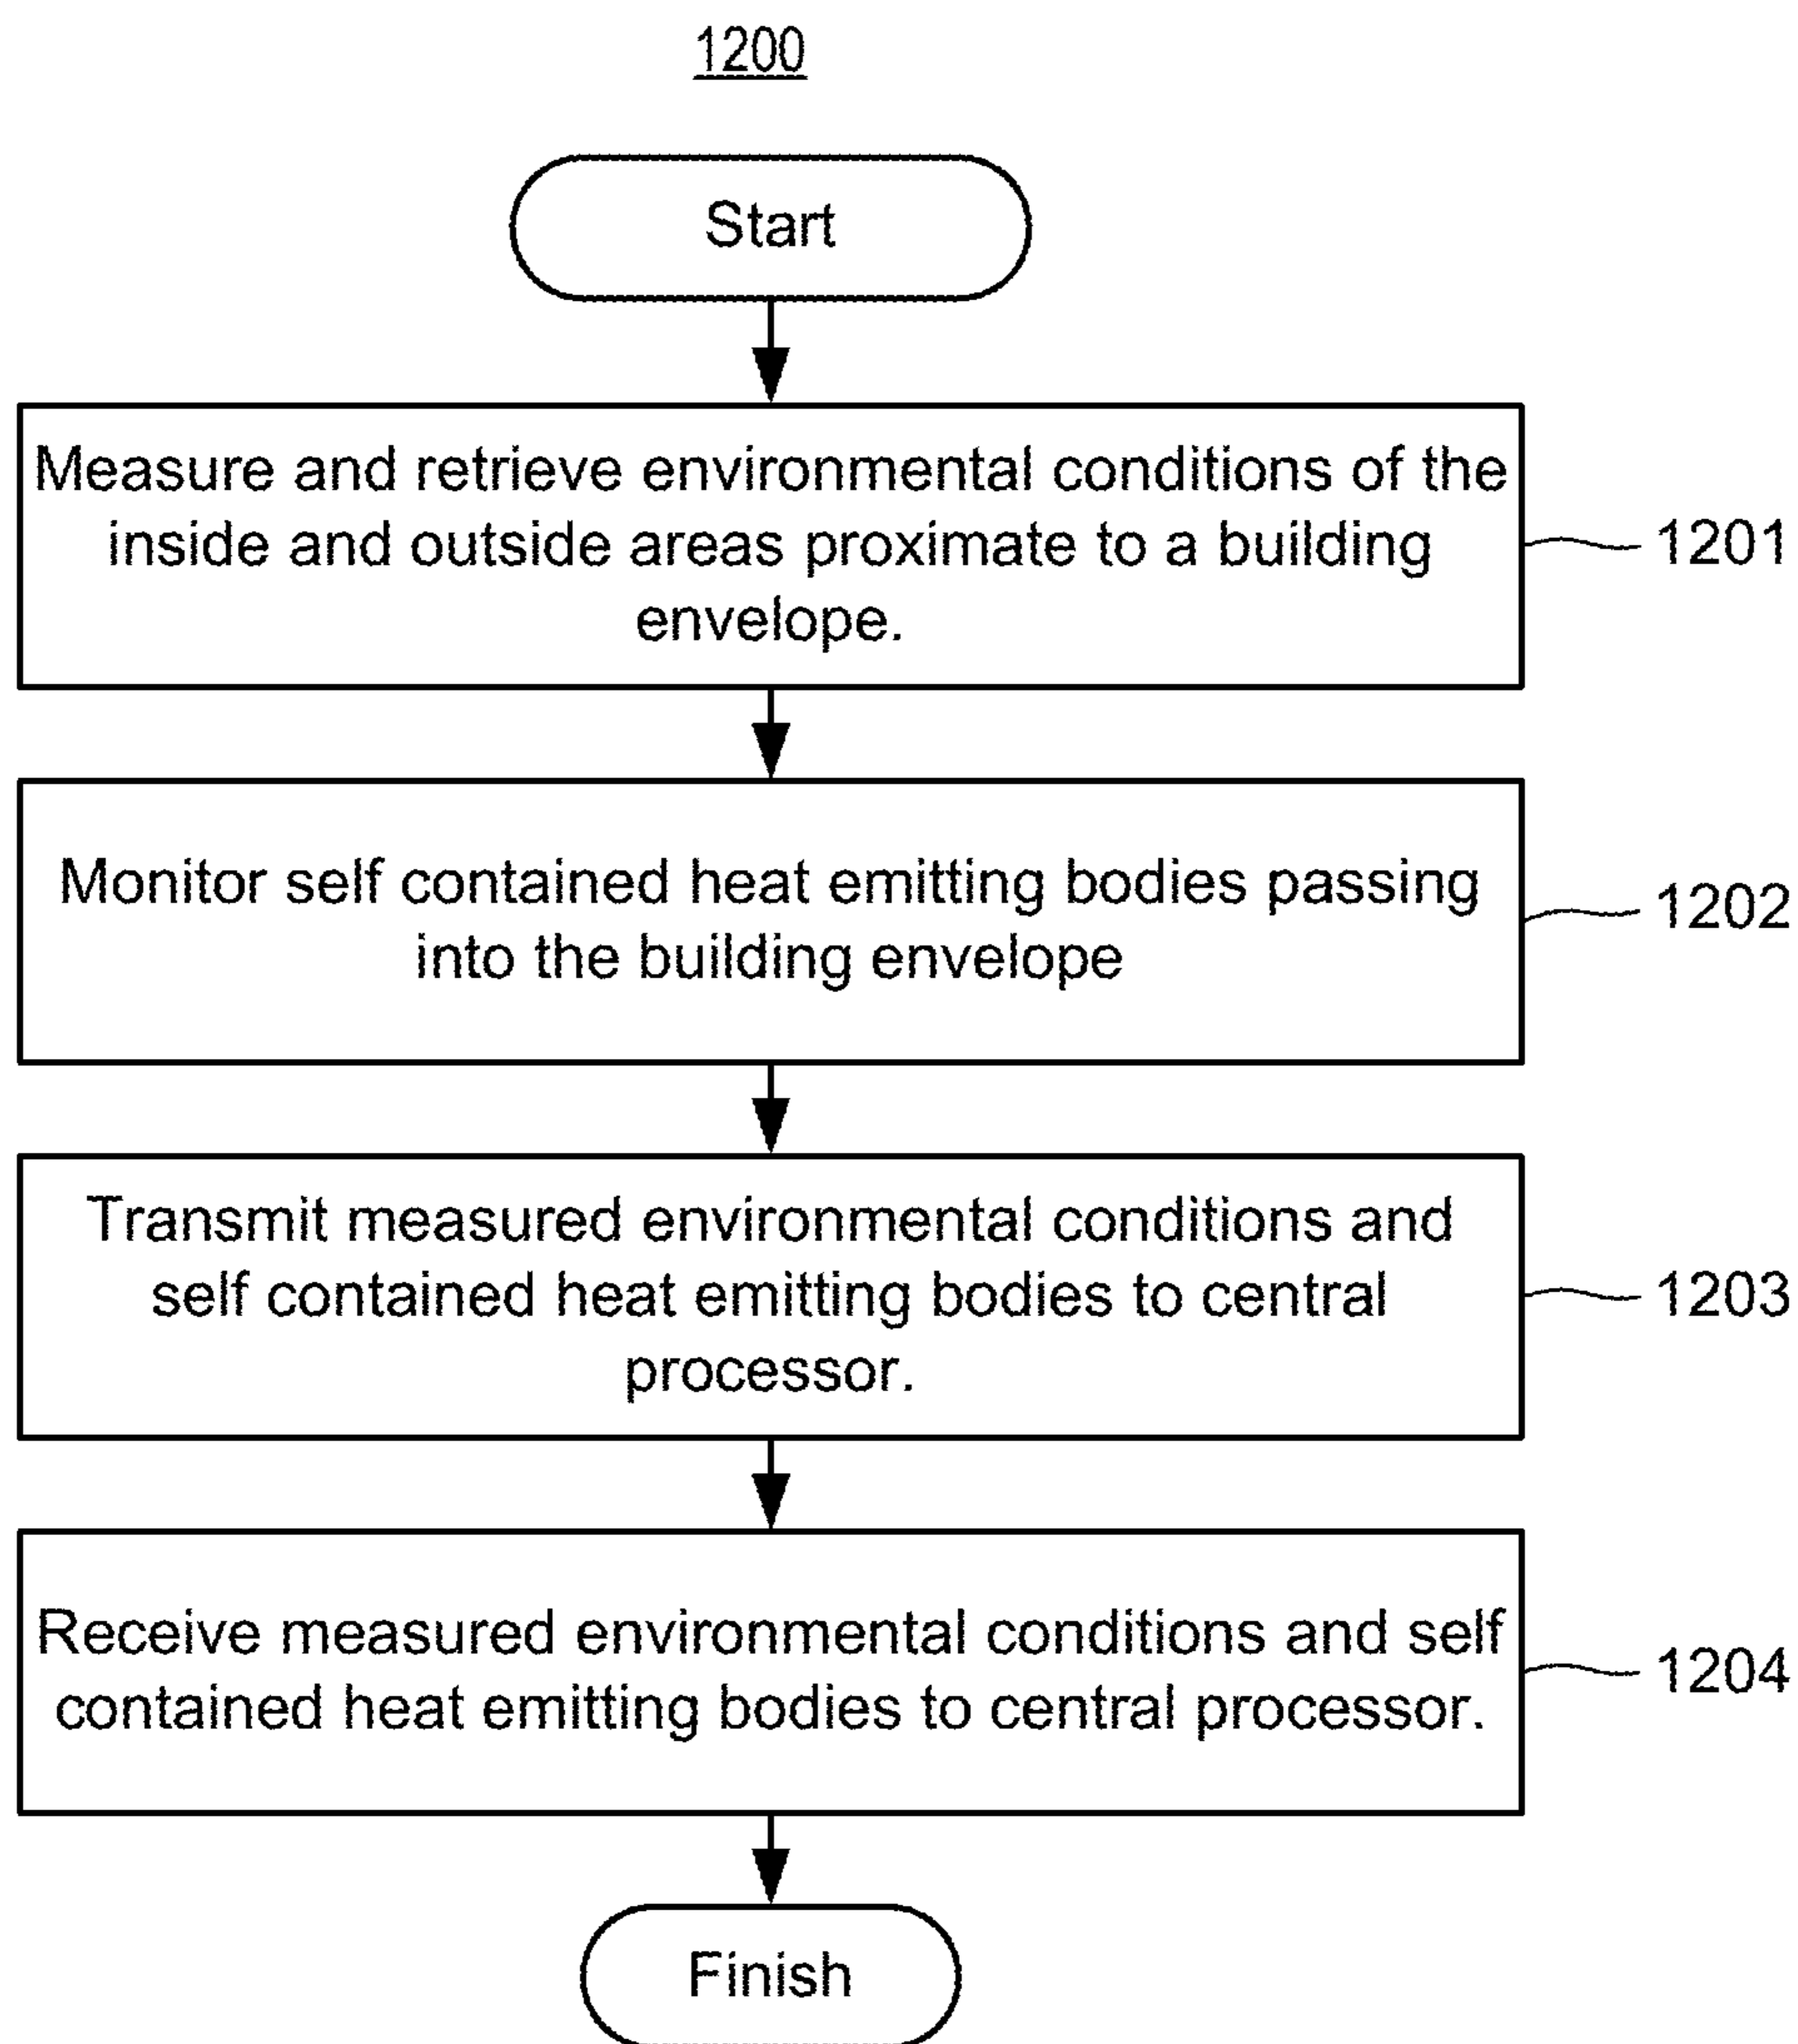 1200
Start
Measure and retrieve environmental conditions of the
inside and outside areas proximate to a building
envelope.
1201
Monitor self contained heat emitting bodies passing
into the building envelope
1202
Transmit measured environmental conditions and
self contained heat emitting bodies to central
processor.
1203
Receive measured environmental conditions and self
contained heat emitting bodies to central processor.
1204
Finish